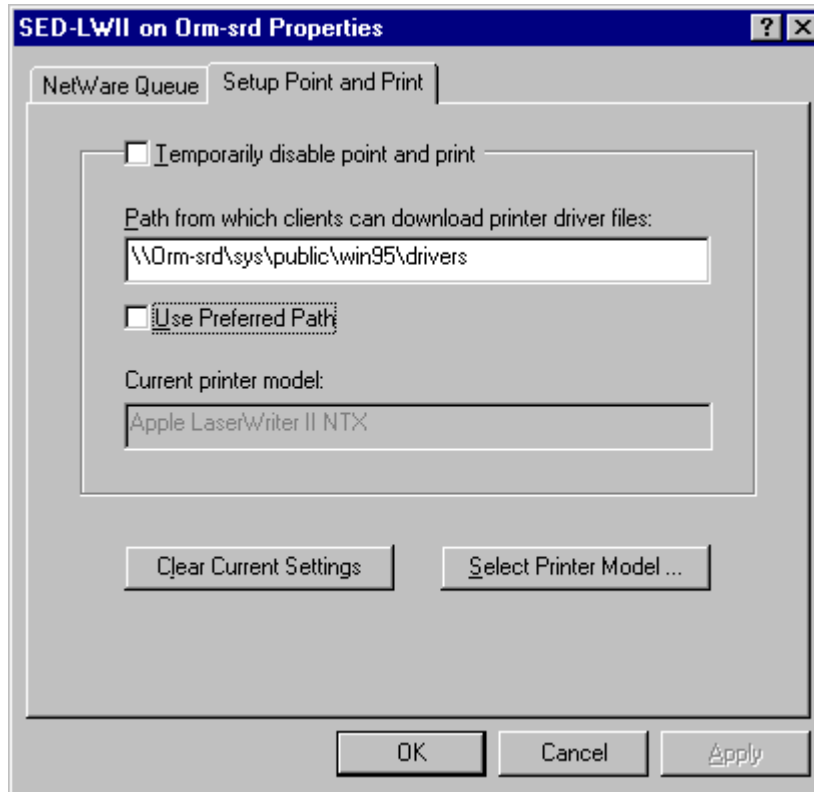 SED-LWII on Orm-srd Properties
NetWare Queue
Setup Point and Print
Temporarily disable point and print
Path from which clients can download printer driver files:
\\Orm-srd\sys\public\win95\drivers
Use Preferred Path
Current printer model:
Apple LaserWriter II NTX
Clear Current Settings
Select Printer Model ...
OK
Cancel
Apply